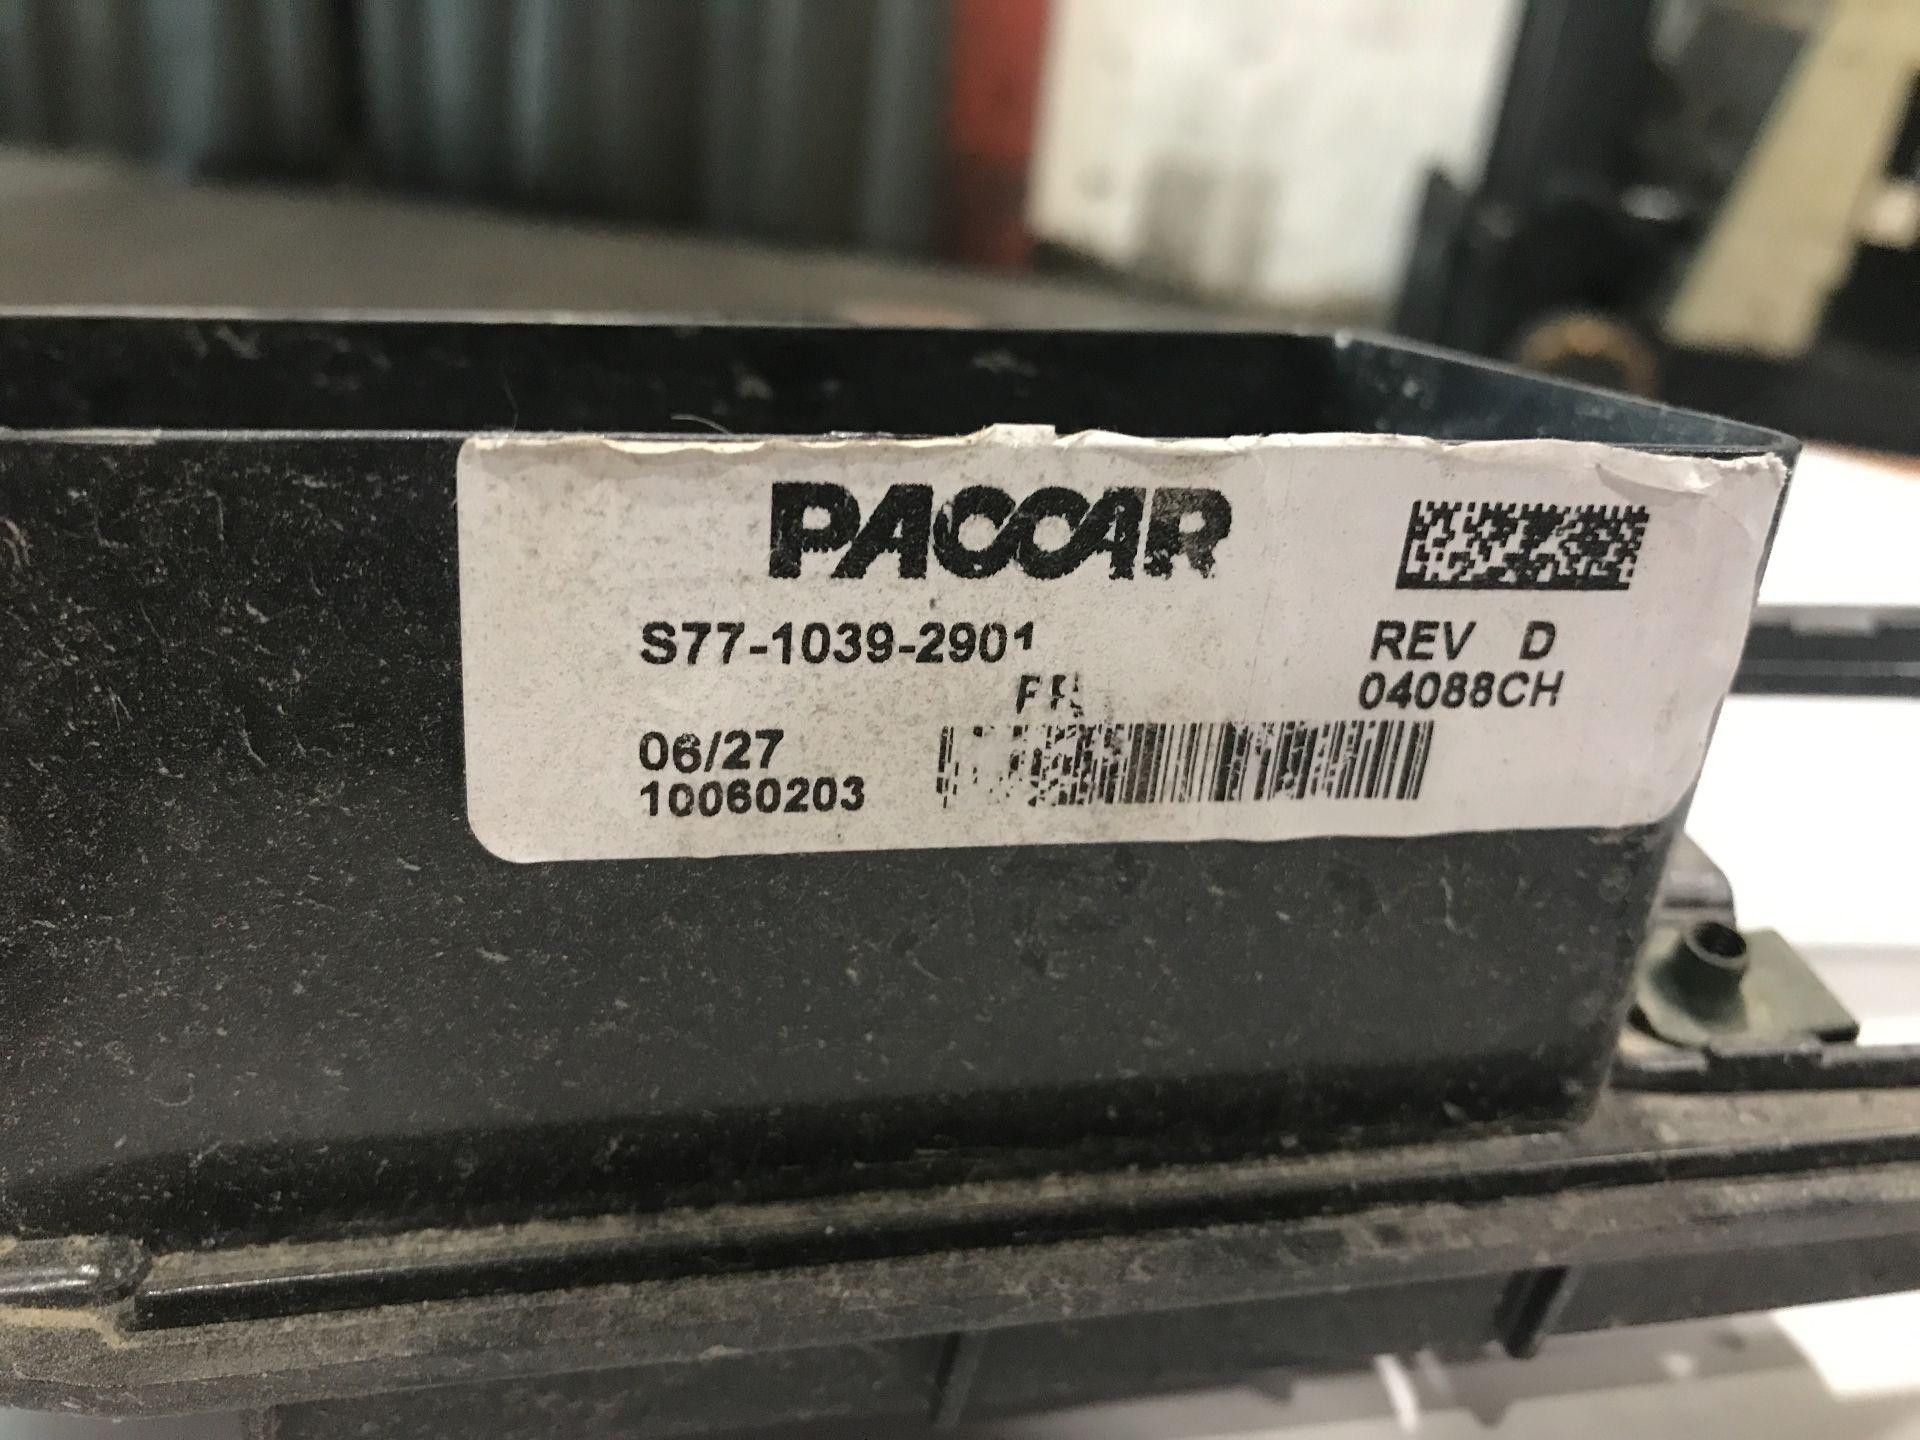 PACCAR
S77-1039-2901
REV D
04088CH
06/27
10060203